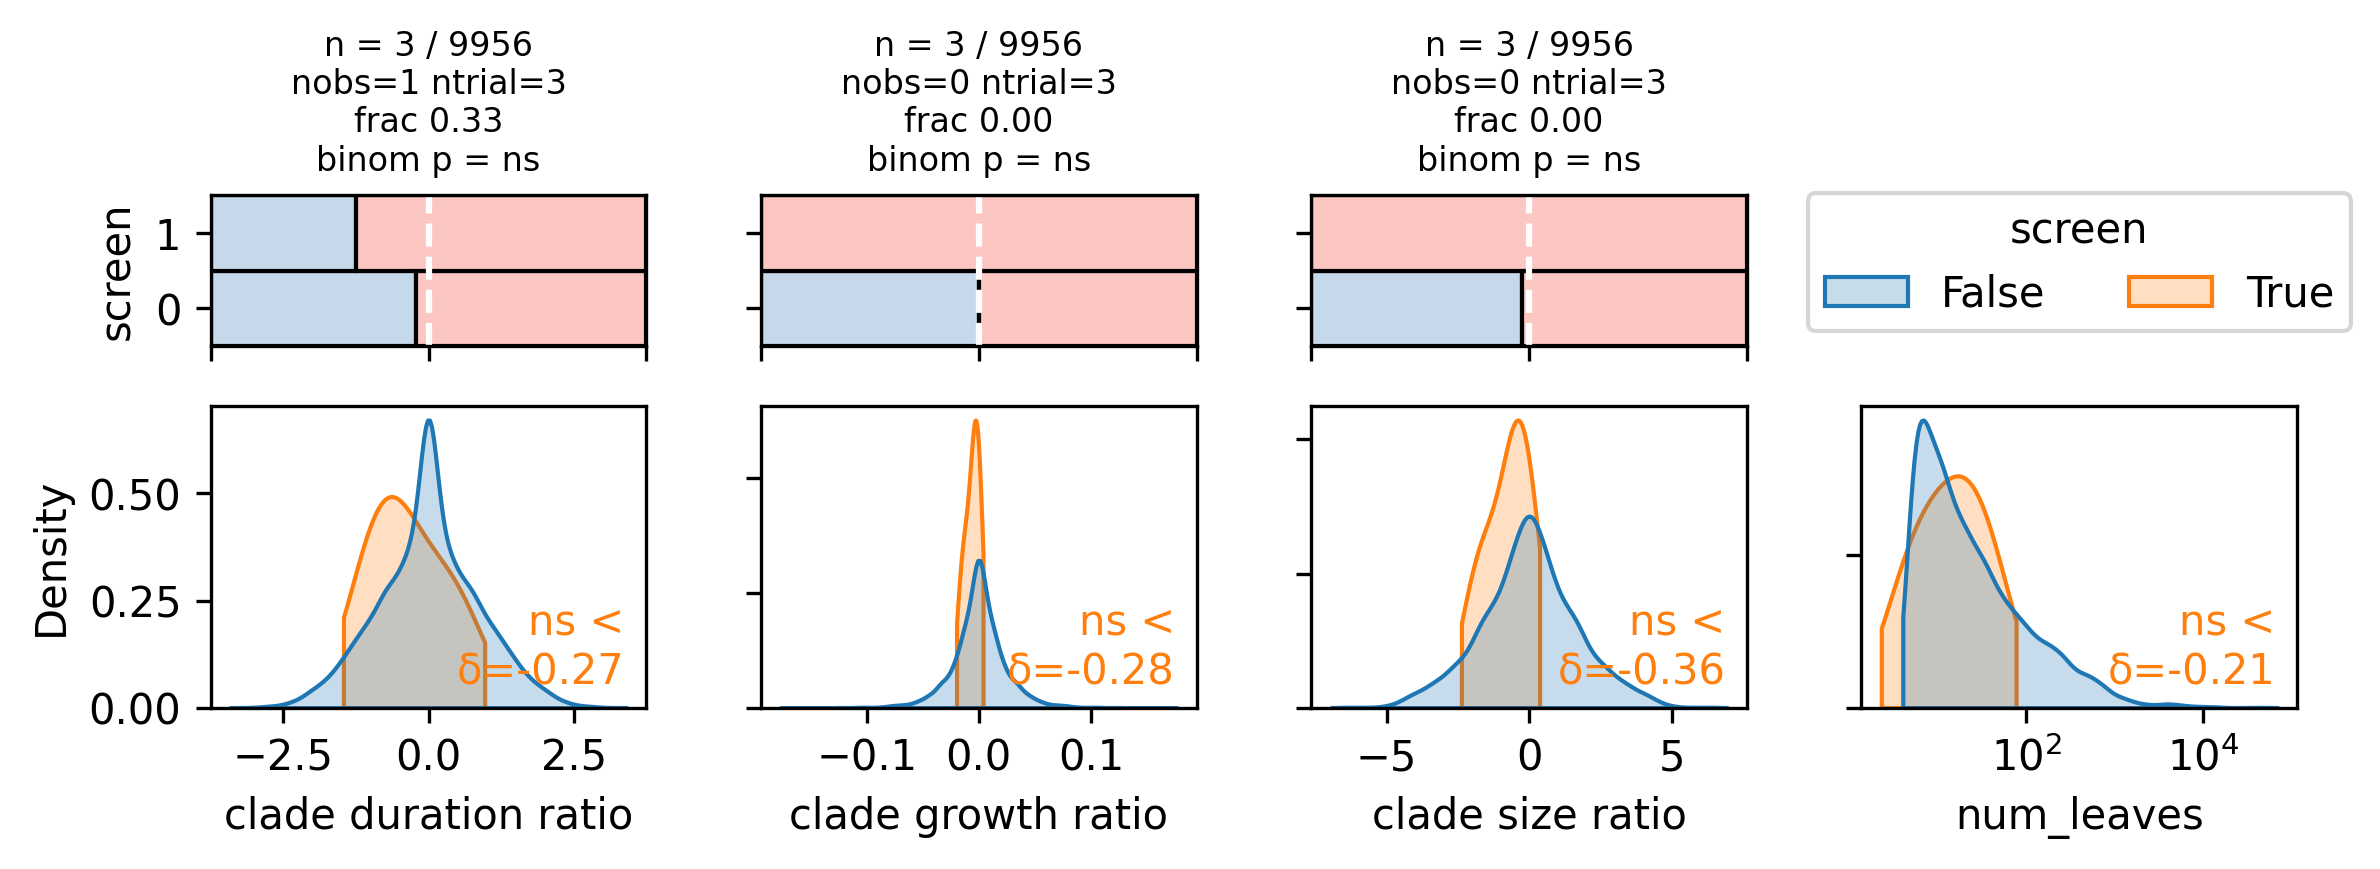 n = 3 / 9956
nobs=1 ntrial=3
frac 0.33
binom p = ns
n = 3 / 9956
nobs=0 ntrial=3
frac 0.00
binom p = ns
n = 3 / 9956
nobs=0 ntrial=3
frac 0.00
binom p = ns
screen
1
0
screen
False
True
Density
0.50
0.25
0.00
ns <
δ=-0.27
ns <
δ=-0.28
ns <
δ=-0.36
ns <
δ=-0.21
−2.5 0.0 2.5
−0.1 0.0 0.1
−5 0 5
10² 10⁴
clade duration ratio
clade growth ratio
clade size ratio
num_leaves